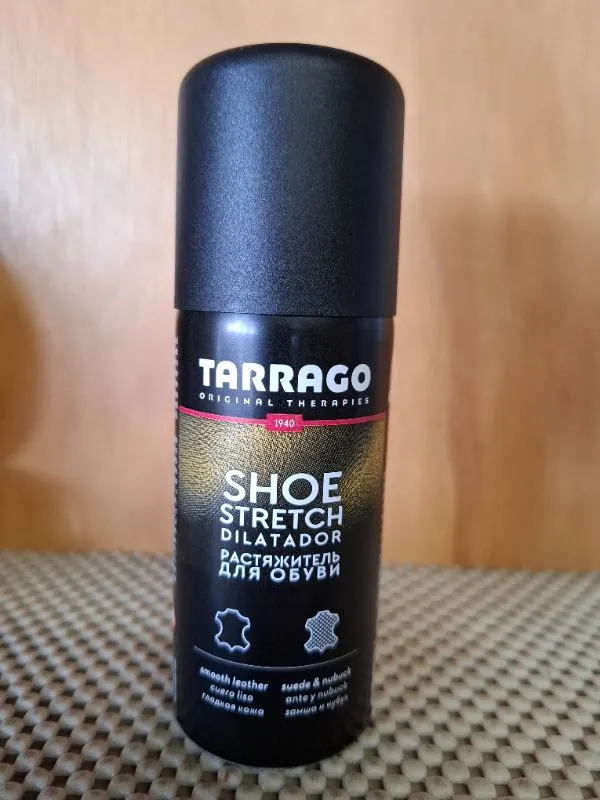 TARRAGO
ORIGINAL THERAPIES
1940
SHOE
STRETCH
DILATADOR
РАСТЯЖИТЕЛЬ
ДЛЯ ОБУВИ
smooth leather
cuero liso
гладкая кожа
suede & nubuck
ante y nubuck
замша и нубук